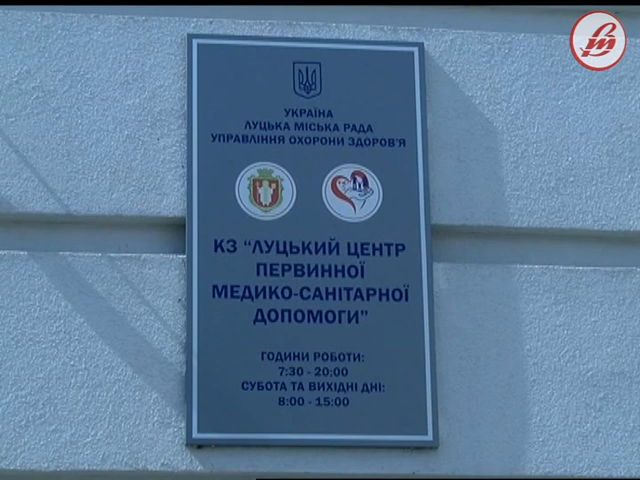 УКРАЇНА
ЛУЦЬКА МІСЬКА РАДА
УПРАВЛІННЯ ОХОРОНИ ЗДОРОВ'Я
КЗ "ЛУЦЬКИЙ ЦЕНТР
ПЕРВИННОЇ
МЕДИКО-САНІТАРНОЇ
ДОПОМОГИ"
ГОДИНИ РОБОТИ:
7:30 - 20:00
СУБОТА ТА ВИХІДНІ ДНІ:
8:00 - 15:00